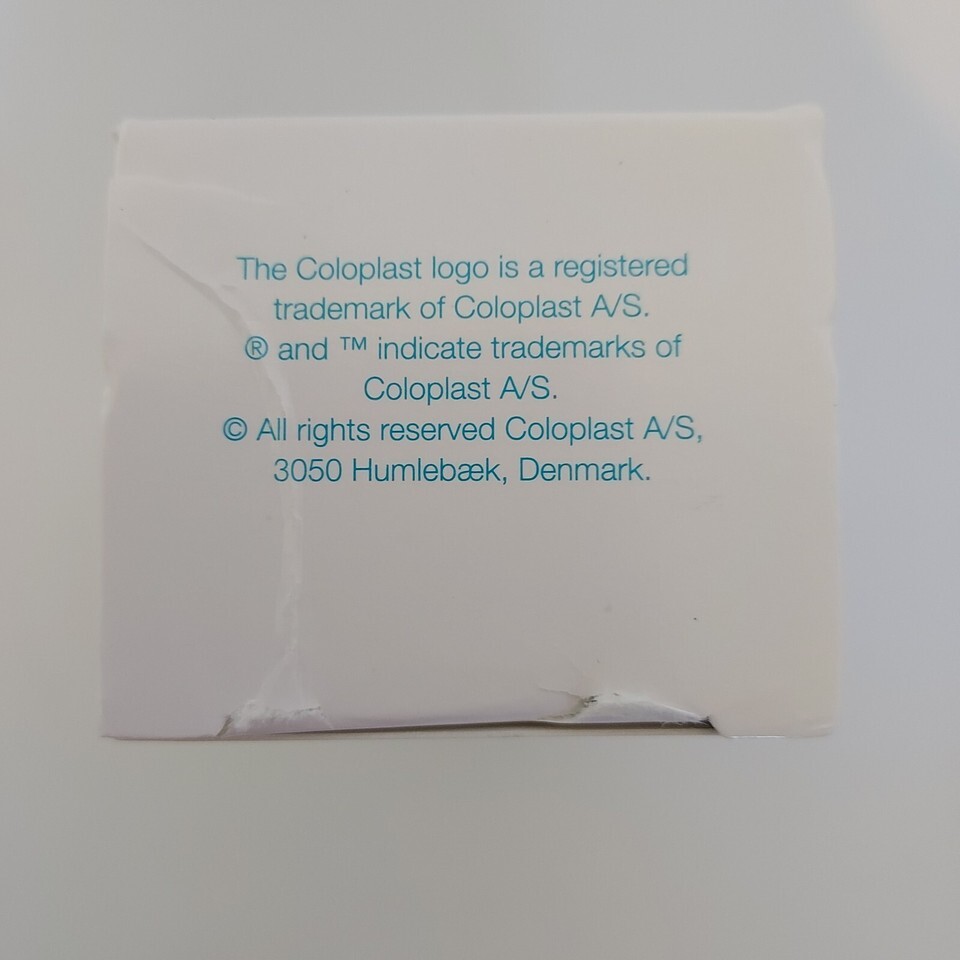 The Coloplast logo is a registered
trademark of Coloplast A/S.
® and ™ indicate trademarks of
Coloplast A/S.
© All rights reserved Coloplast A/S,
3050 Humlebæk, Denmark.